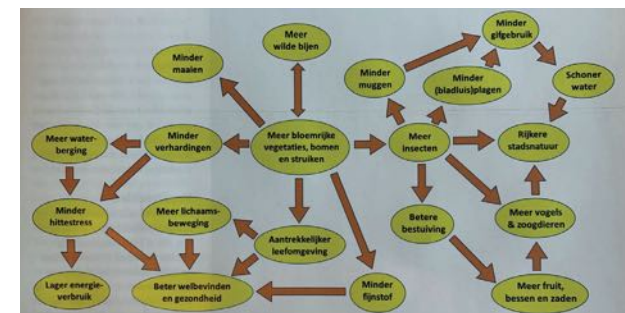 Minder
gifgebruik
Meer
wilde bijen
Minder
maaien
Minder
muggen
Minder
(bladluis)plagen
Schoner
water
Meer water-
berging
Minder
verhardingen
Meer bloemrijke
vegetaties, bomen
en struiken
Meer
insecten
Rijkere
stadsnatuur
Minder
hittestress
Meer lichaams-
beweging
Aantrekkelijker
leefomgeving
Betere
bestuiving
Meer vogels
& zoogdieren
Lager energie-
verbruik
Beter welbevinden
en gezondheid
Minder
fijnstof
Meer fruit,
bessen en zaden